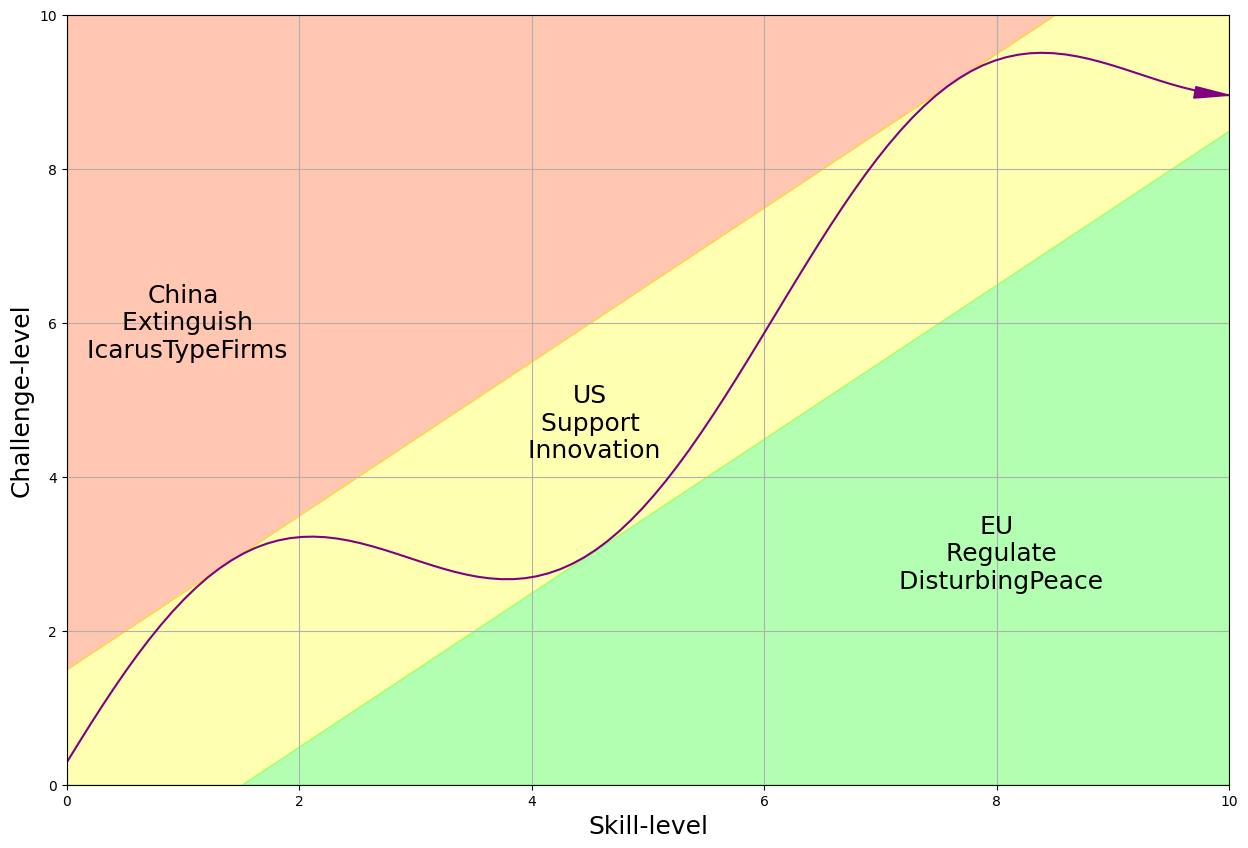 10
8
6
4
2
0
0
2
4
6
8
10
Challenge-level
Skill-level
China
Extinguish
IcarusTypeFirms
US
Support
Innovation
EU
Regulate
DisturbingPeace